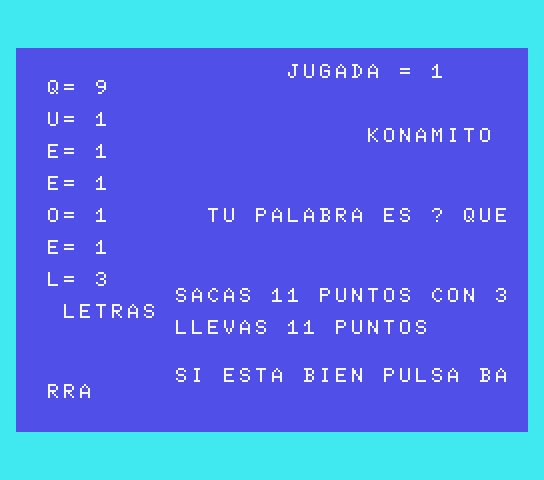 JUGADA = 1
Q= 9
U= 1
KONAMITO
E= 1
E= 1
O= 1
TU PALABRA ES ? QUE
E= 1
L= 3
SACAS 11 PUNTOS CON 3
LETRAS
LLEVAS 11 PUNTOS
SI ESTA BIEN PULSA BA
RRA